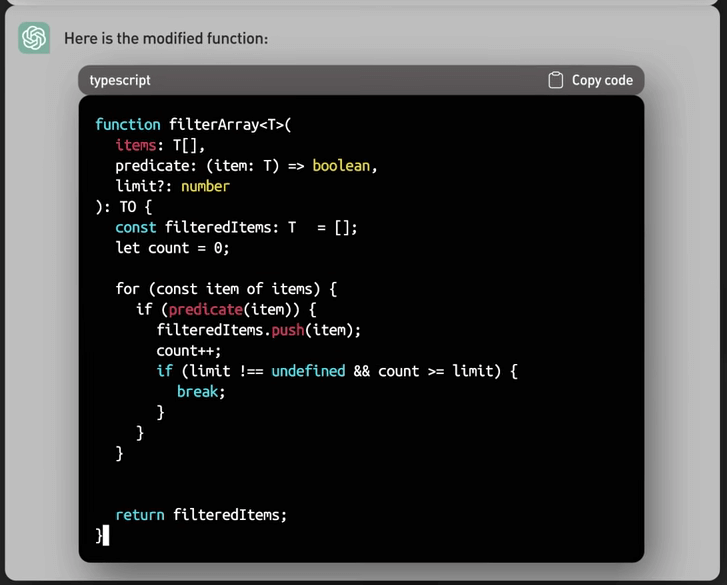 Here is the modified function:
typescript
Copy code
function filterArray<T>(
  items: T[],
  predicate: (item: T) => boolean,
  limit?: number
): TO {
  const filteredItems: T   = [];
  let count = 0;

  for (const item of items) {
    if (predicate(item)) {
      filteredItems.push(item);
      count++;
      if (limit !== undefined && count >= limit) {
        break;
      }
    }
  }

  return filteredItems;
}